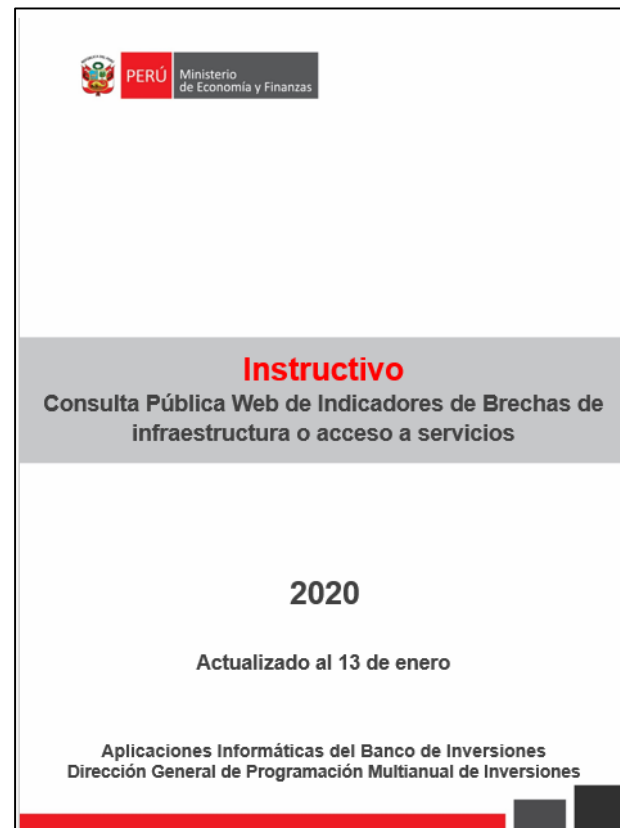 PERÚ
Ministerio
de Economía y Finanzas
Instructivo
Consulta Pública Web de Indicadores de Brechas de
infraestructura o acceso a servicios
2020
Actualizado al 13 de enero
Aplicaciones Informáticas del Banco de Inversiones
Dirección General de Programación Multianual de Inversiones